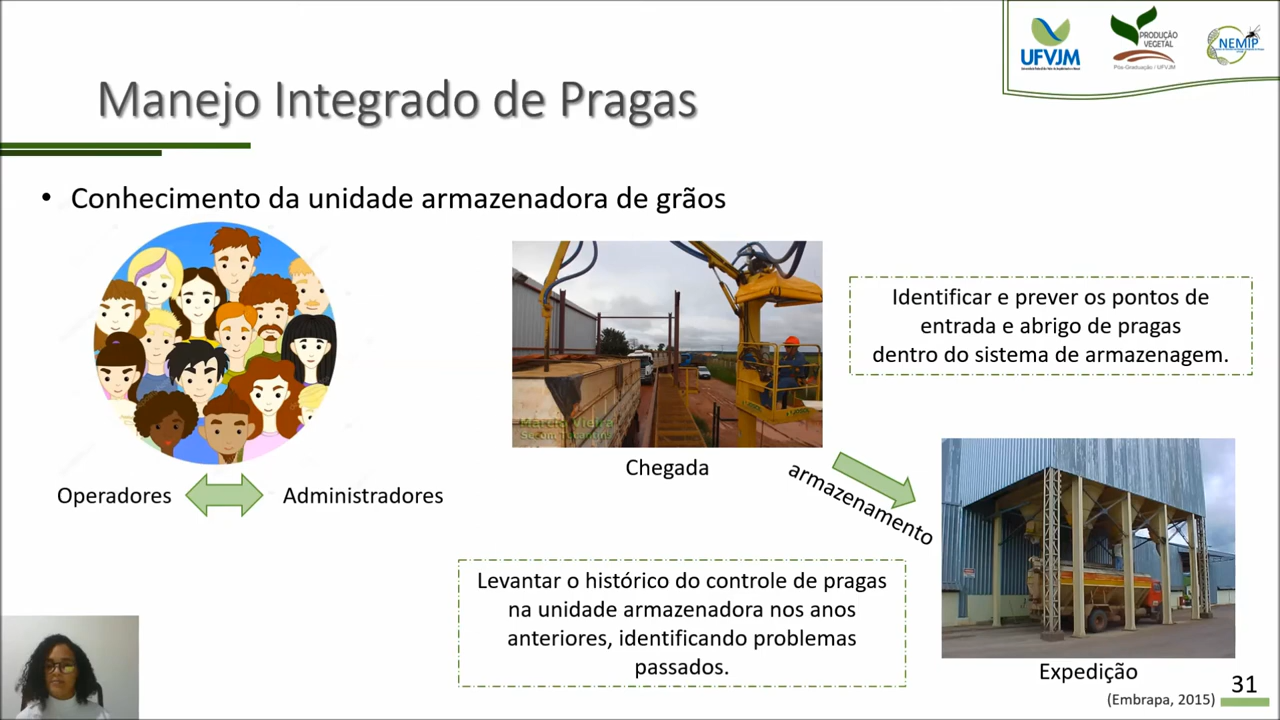 UFVJM
PRODUÇÃO
VEGETAL
Pós-Graduação / UFVJM
NEMIP
Manejo Integrado de Pragas
• Conhecimento da unidade armazenadora de grãos
Operadores
Administradores
Chegada
Identificar e prever os pontos de
entrada e abrigo de pragas
dentro do sistema de armazenagem.
armazenamento
Levantar o histórico do controle de pragas
na unidade armazenadora nos anos
anteriores, identificando problemas
passados.
Expedição
(Embrapa, 2015)
31